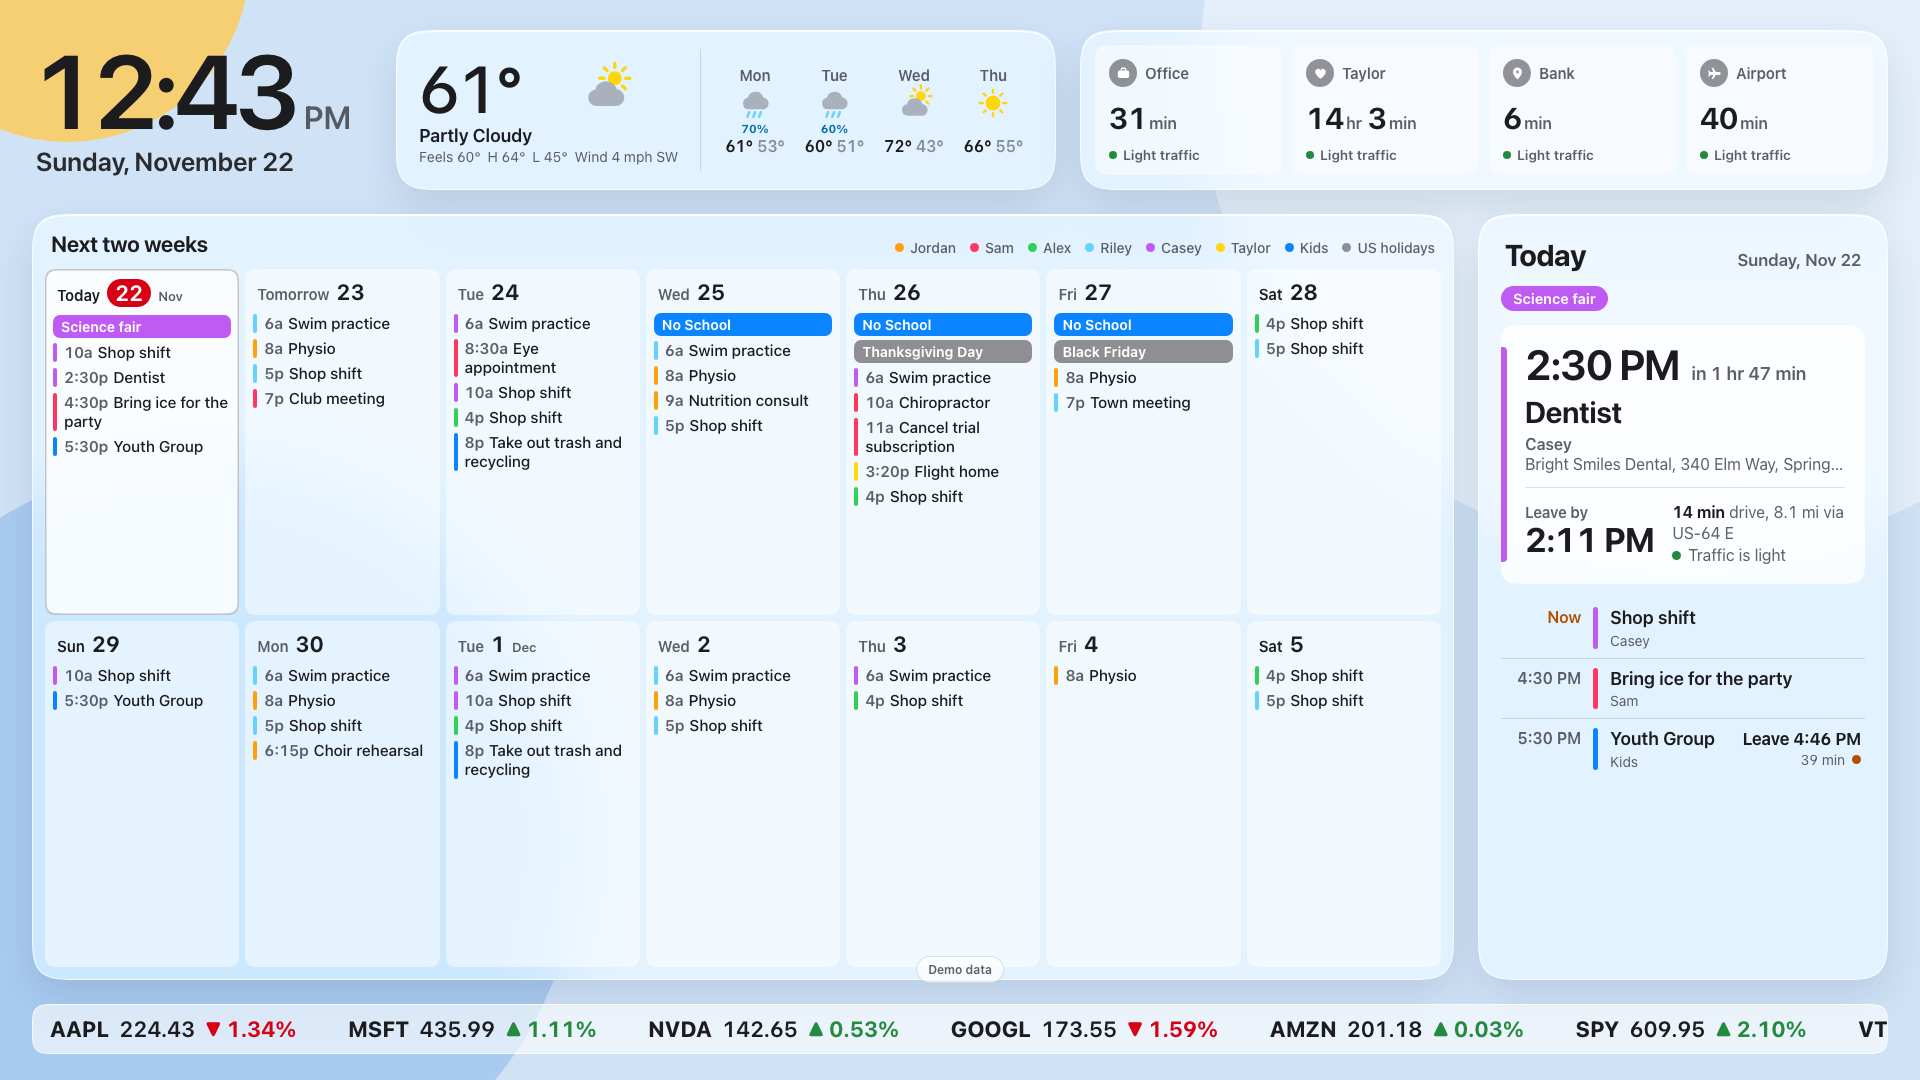 12:43 PM
Sunday, November 22
61°
Partly Cloudy
Feels 60° H 64° L 45° Wind 4 mph SW
Mon
70%
61° 53°
Tue
60%
60° 51°
Wed
72° 43°
Thu
66° 55°
Office
31 min
Light traffic
Taylor
14 hr 3 min
Light traffic
Bank
6 min
Light traffic
Airport
40 min
Light traffic
Next two weeks
Jordan Sam Alex Riley Casey Taylor Kids US holidays
Today 22 Nov
Science fair
10a Shop shift
2:30p Dentist
4:30p Bring ice for the
party
5:30p Youth Group
Tomorrow 23
6a Swim practice
8a Physio
5p Shop shift
7p Club meeting
Tue 24
6a Swim practice
8:30a Eye
appointment
10a Shop shift
4p Shop shift
8p Take out trash and
recycling
Wed 25
No School
6a Swim practice
8a Physio
9a Nutrition consult
5p Shop shift
Thu 26
No School
Thanksgiving Day
6a Swim practice
10a Chiropractor
11a Cancel trial
subscription
3:20p Flight home
4p Shop shift
Fri 27
No School
Black Friday
8a Physio
7p Town meeting
Sat 28
4p Shop shift
5p Shop shift
Sun 29
10a Shop shift
5:30p Youth Group
Mon 30
6a Swim practice
8a Physio
5p Shop shift
6:15p Choir rehearsal
Tue 1 Dec
6a Swim practice
10a Shop shift
4p Shop shift
8p Take out trash and
recycling
Wed 2
6a Swim practice
8a Physio
5p Shop shift
Thu 3
6a Swim practice
4p Shop shift
Fri 4
8a Physio
Sat 5
4p Shop shift
5p Shop shift
Demo data
Today
Sunday, Nov 22
Science fair
2:30 PM in 1 hr 47 min
Dentist
Casey
Bright Smiles Dental, 340 Elm Way, Spring...
Leave by
2:11 PM
14 min drive, 8.1 mi via
US-64 E
Traffic is light
Now Shop shift
Casey
4:30 PM Bring ice for the party
Sam
5:30 PM Youth Group Leave 4:46 PM
Kids 39 min
AAPL 224.43 ▼ 1.34% MSFT 435.99 ▲ 1.11% NVDA 142.65 ▲ 0.53% GOOGL 173.55 ▼ 1.59% AMZN 201.18 ▲ 0.03% SPY 609.95 ▲ 2.10% VT